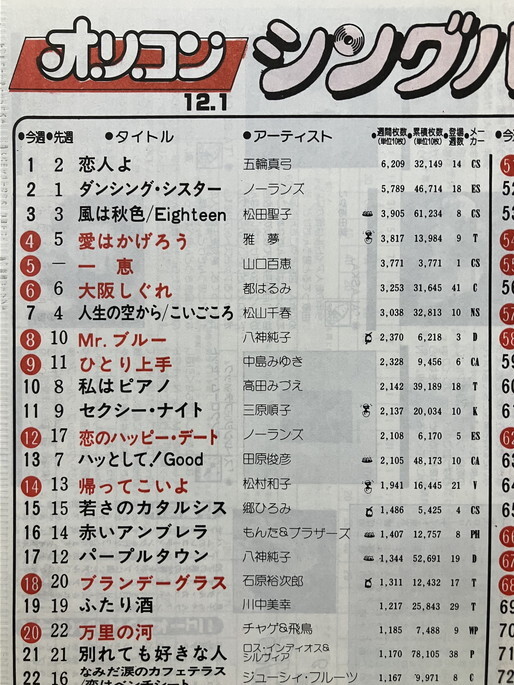 オリコン シングル
12.1
●今週 ●先週 ●タイトル ●アーティスト ●週間枚数(単位10枚) ●累積枚数(単位10枚) ●登場週数 ●メーカー
1 2 恋人よ 五輪真弓 6,209 32,149 14 CS
2 1 ダンシング・シスター ノーランズ 5,789 46,714 18 ES
3 3 風は秋色/Eighteen 松田聖子 3,905 61,234 8 CS
4 5 愛はかげろう 雅夢 3,817 13,984 9 T
5 ― 一恵 山口百恵 3,771 3,771 1 CS
6 6 大阪しぐれ 都はるみ 3,253 31,645 41 C
7 4 人生の空から/こいごころ 松山千春 3,038 32,813 10 NS
8 10 Mr.ブルー 八神純子 2,370 6,218 3 D
9 11 ひとり上手 中島みゆき 2,328 9,456 6 CA
10 8 私はピアノ 高田みづえ 2,142 39,189 18 T
11 9 セクシー・ナイト 三原順子 2,137 20,034 10 K
12 17 恋のハッピー・デート ノーランズ 2,108 6,170 5 ES
13 7 ハッとして!Good 田原俊彦 2,105 48,173 10 CA
14 13 帰ってこいよ 松村和子 1,941 16,445 21 V
15 15 若さのカタルシス 郷ひろみ 1,486 5,425 4 CS
16 14 赤いアンブレラ もんた&ブラザーズ 1,407 12,757 8 PH
17 12 パープルタウン 八神純子 1,344 52,691 19 D
18 20 ブランデーグラス 石原裕次郎 1,311 12,432 17 T
19 19 ふたり酒 川中美幸 1,217 25,843 29 T
20 22 万里の河 チャゲ&飛鳥 1,185 7,488 9 WP
21 21 別れても好きな人 ロス・インディオス&シルヴィア 1,170 78,105 38 P
22 16 なみだ涙のカフェテラス/恋はベンチシート ジューシィ・フルーツ 1,167 9,971 8 C